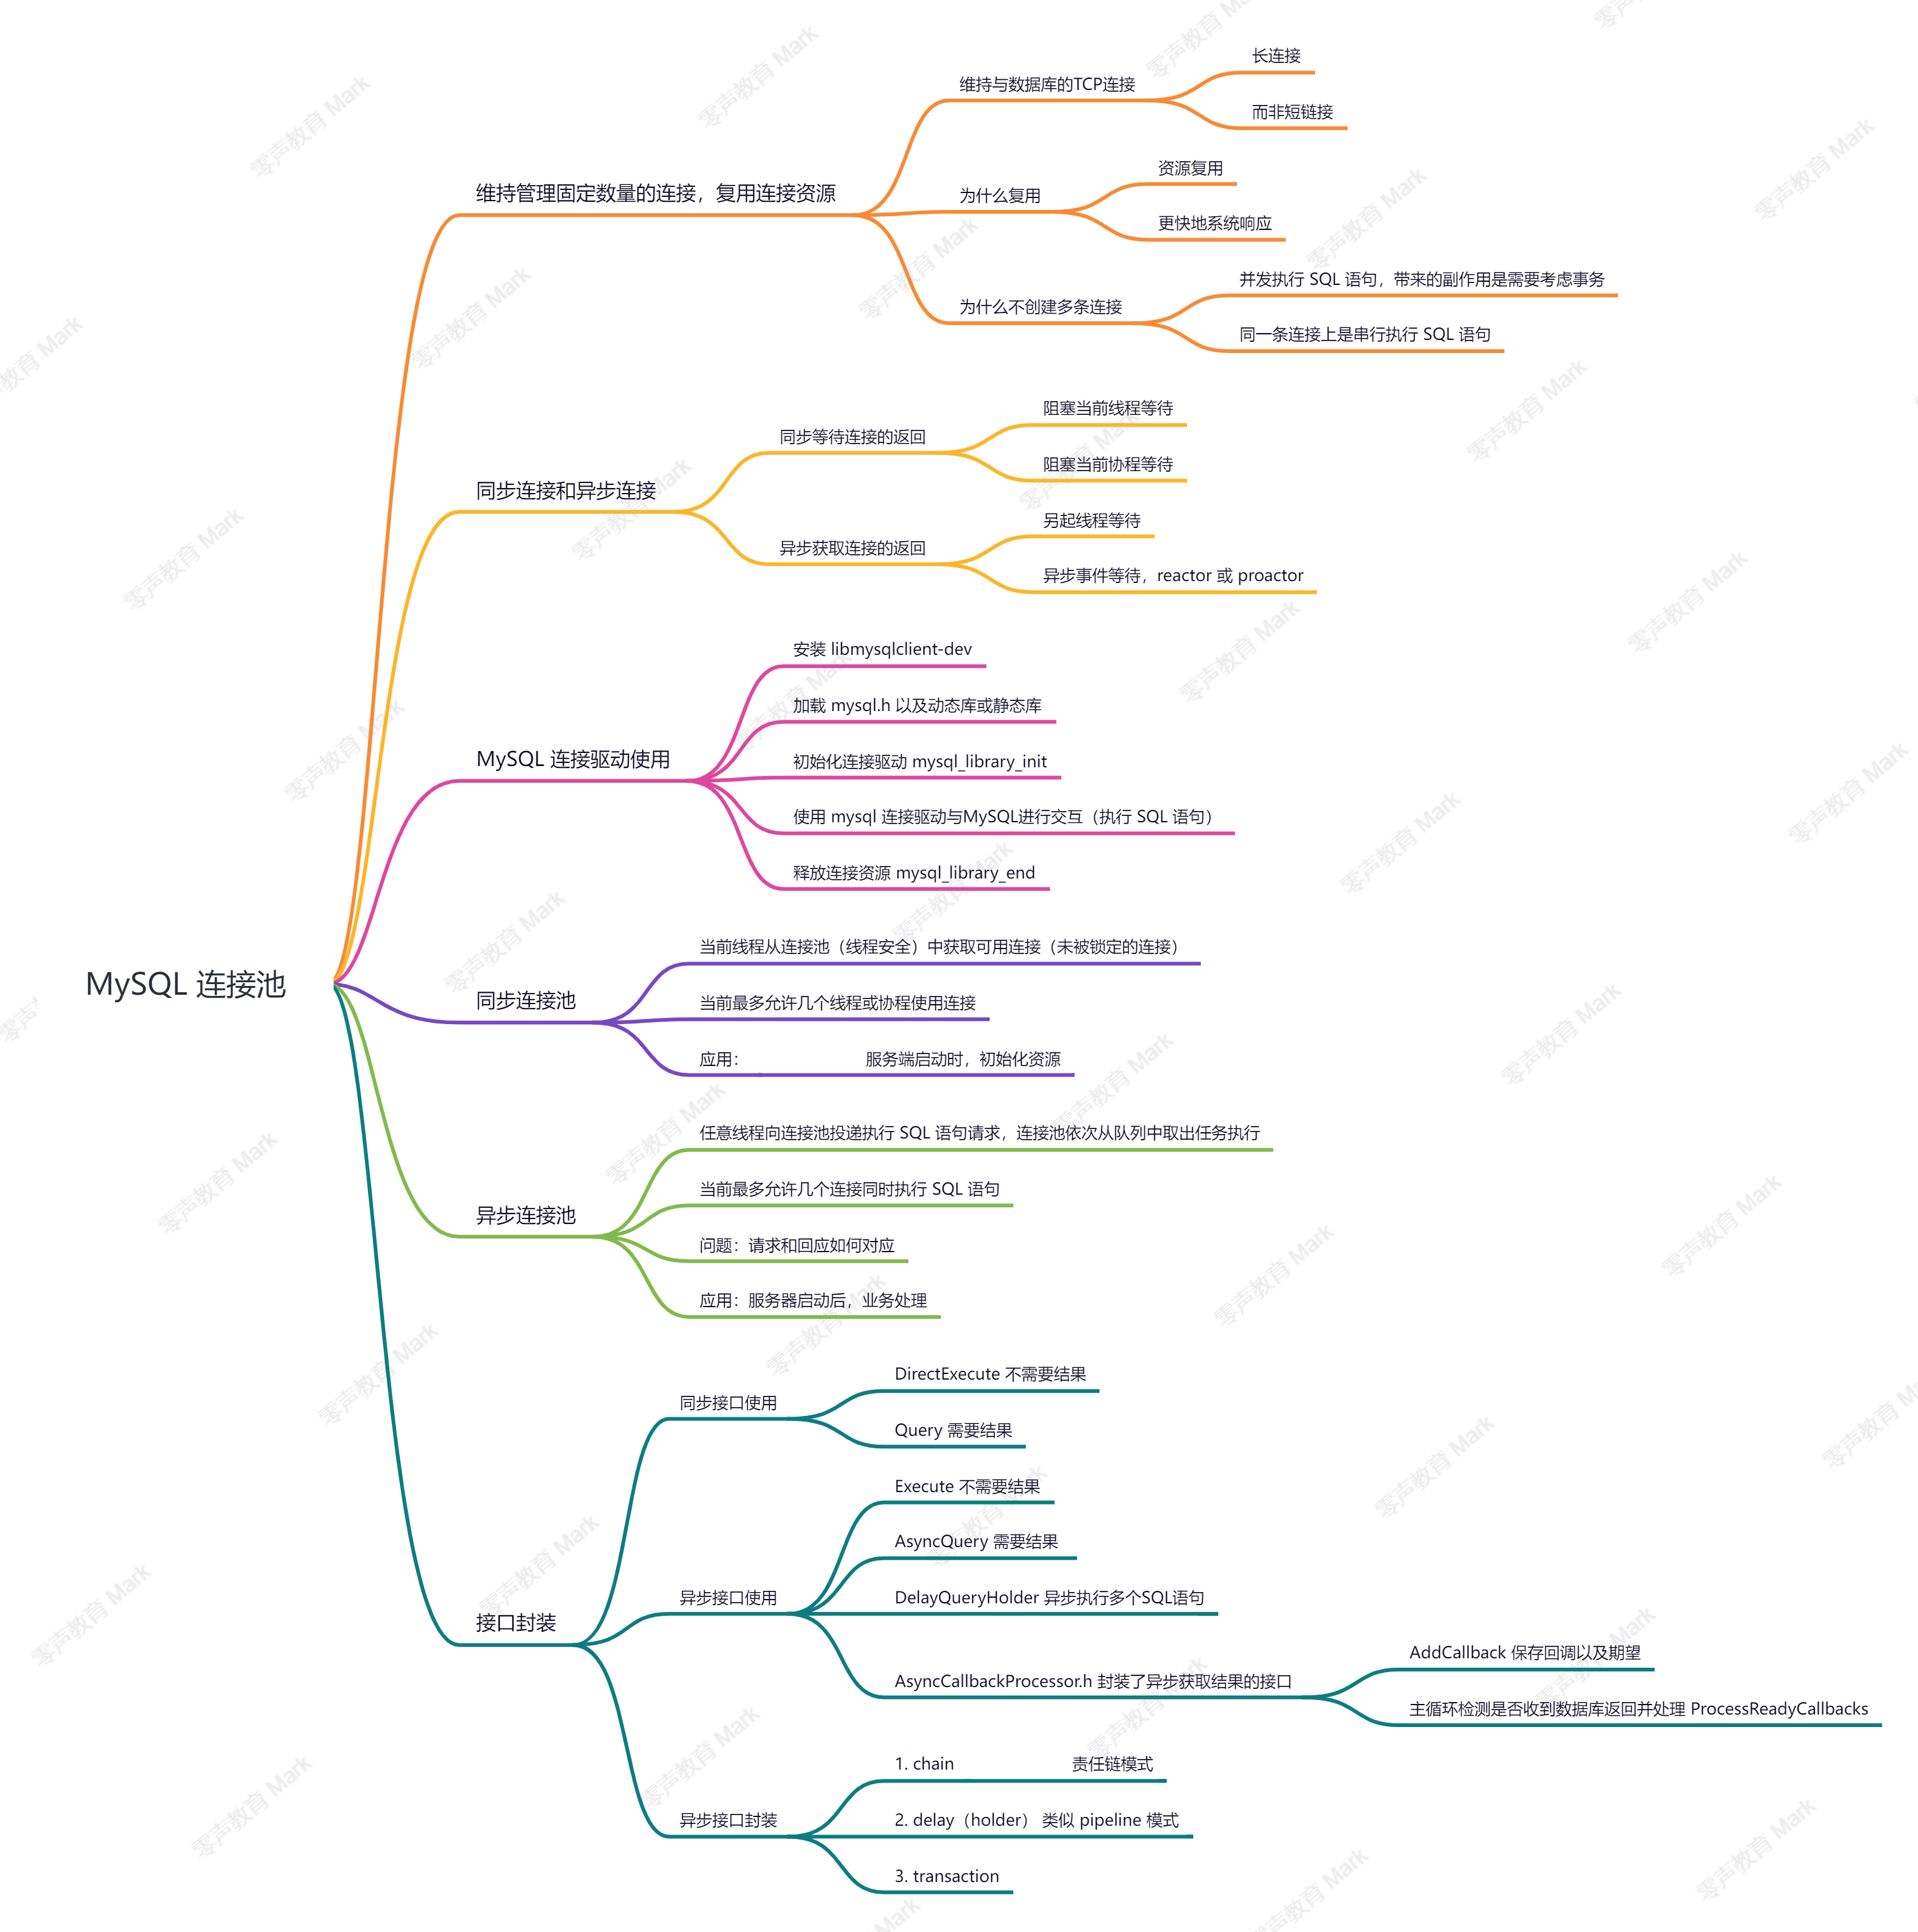 MySQL 连接池
维持管理固定数量的连接，复用连接资源
维持与数据库的TCP连接
长连接
而非短链接
为什么复用
资源复用
更快地系统响应
为什么不创建多条连接
并发执行 SQL 语句，带来的副作用是需要考虑事务
同一条连接上是串行执行 SQL 语句
同步连接和异步连接
同步等待连接的返回
阻塞当前线程等待
阻塞当前协程等待
异步获取连接的返回
另起线程等待
异步事件等待，reactor 或 proactor
MySQL 连接驱动使用
安装 libmysqlclient-dev
加载 mysql.h 以及动态库或静态库
初始化连接驱动 mysql_library_init
使用 mysql 连接驱动与MySQL进行交互（执行 SQL 语句）
释放连接资源 mysql_library_end
同步连接池
当前线程从连接池（线程安全）中获取可用连接（未被锁定的连接）
当前最多允许几个线程或协程使用连接
应用：
服务端启动时，初始化资源
异步连接池
任意线程向连接池投递执行 SQL 语句请求，连接池依次从队列中取出任务执行
当前最多允许几个连接同时执行 SQL 语句
问题：请求和回应如何对应
应用：服务器启动后，业务处理
接口封装
同步接口使用
DirectExecute 不需要结果
Query 需要结果
异步接口使用
Execute 不需要结果
AsyncQuery 需要结果
DelayQueryHolder 异步执行多个SQL语句
AsyncCallbackProcessor.h 封装了异步获取结果的接口
AddCallback 保存回调以及期望
主循环检测是否收到数据库返回并处理 ProcessReadyCallbacks
异步接口封装
1. chain
责任链模式
2. delay（holder） 类似 pipeline 模式
3. transaction
零声教育 Mark